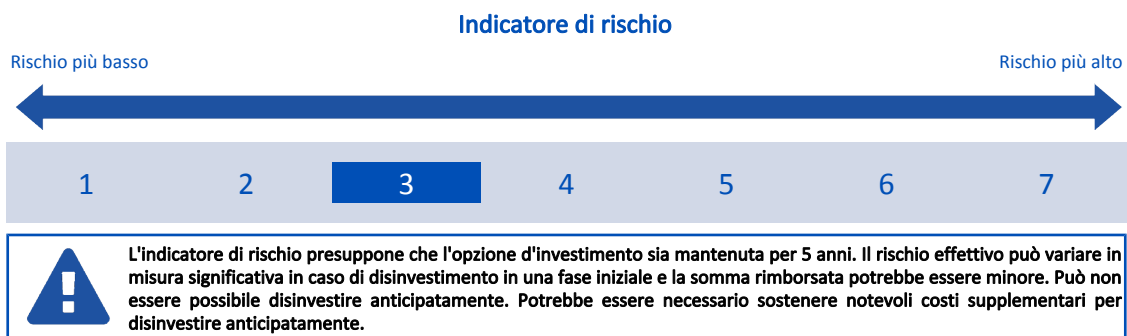 Indicatore di rischio
Rischio più basso
Rischio più alto
1 2 3 4 5 6 7
L'indicatore di rischio presuppone che l'opzione d'investimento sia mantenuta per 5 anni. Il rischio effettivo può variare in
misura significativa in caso di disinvestimento in una fase iniziale e la somma rimborsata potrebbe essere minore. Può non
essere possibile disinvestire anticipatamente. Potrebbe essere necessario sostenere notevoli costi supplementari per
disinvestire anticipatamente.